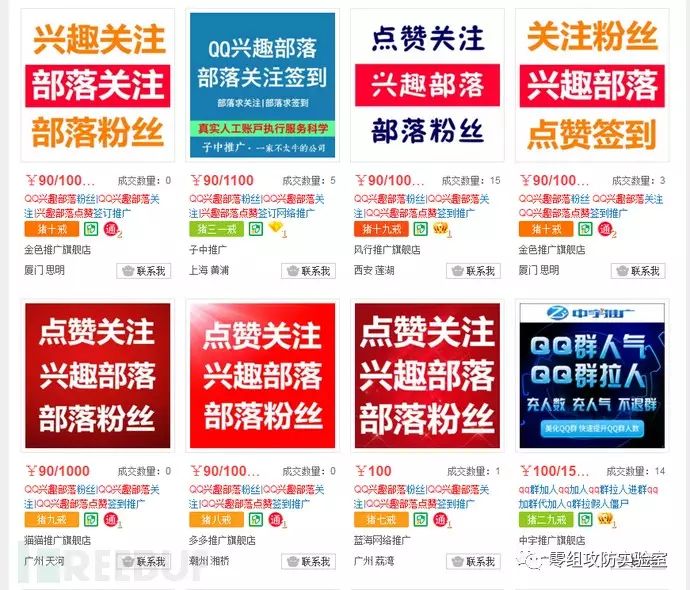 兴趣关注
部落关注
部落粉丝
QQ兴趣部落
部落关注签到
部落求关注|部落求签到
真实人工账戸执行服务科学
子中推广·一家不太牛的公司
点赞关注
兴趣部落
部落粉丝
关注粉丝
兴趣部落
点赞签到
￥90/100... 成交数量：0
QQ兴趣部落粉丝|QQ兴趣部落关
注|兴趣部落点赞签订推广
猪十戒 通 2
金色推广旗舰店
厦门 思明 联系我
￥90/1100 成交数量：5
QQ兴趣部落粉丝|QQ兴趣部落关
注|兴趣部落点赞签订网络推广
猪三一戒 1
子中推广
上海 黄浦 联系我
￥90/100... 成交数量：15
QQ兴趣部落粉丝|QQ兴趣部落关
注|QQ兴趣部落点赞签到推广
猪十九戒 1
风行推广旗舰店
西安 莲湖 联系我
￥90/100... 成交数量：3
QQ兴趣部落粉丝|QQ兴趣部落关
注QQ兴趣部落点赞签到推广
猪十戒 通 2
金色推广旗舰店
厦门 思明 联系我
点赞关注
兴趣部落
部落粉丝
点赞关注
兴趣部落
部落粉丝
点赞关注
兴趣部落
部落粉丝
中宇推广
QQ群人气
QQ群拉人
充人数 充人气 不退群
美化QQ群 快速提升QQ群人数
￥90/1000 成交数量：0
QQ兴趣部落粉丝|QQ兴趣部落关
注|QQ兴趣部落点赞签到推广
猪九戒 通 1
猫猫推广旗舰店
广州 天河 联系我
￥90/100... 成交数量：0
QQ兴趣部落粉丝|QQ兴趣部落关
注|QQ兴趣部落点赞签到推广
猪八戒 通 1
多多推广旗舰店
潮州 湘桥 联系我
￥100 成交数量：1
QQ兴趣部落粉丝|QQ兴趣部落关
注|QQ兴趣部落点赞签到推广
猪七戒 通 1
蓝海网络推广
广州 荔湾 联系我
￥100/15... 成交数量：14
qq群加人qq加人qq群拉人进群qq
加群代加人q群拉假人僵尸
猪二九戒 1
中宇推广旗舰店
REEBUF
零组攻防实验室